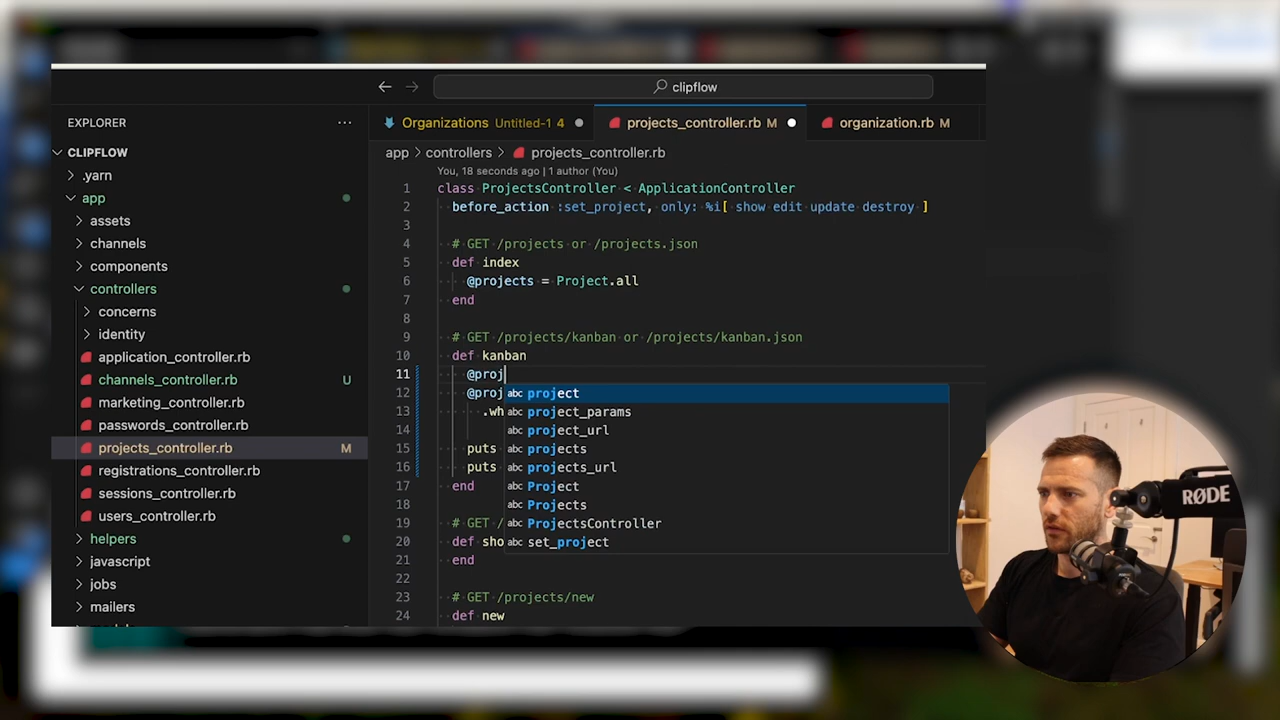 clipflow
EXPLORER
CLIPFLOW
.yarn
app
assets
channels
components
controllers
concerns
identity
application_controller.rb
channels_controller.rb U
marketing_controller.rb
passwords_controller.rb
projects_controller.rb M
registrations_controller.rb
sessions_controller.rb
users_controller.rb
helpers
javascript
jobs
mailers
Organizations Untitled-1 4
projects_controller.rb M
organization.rb M
app > controllers > projects_controller.rb
You, 18 seconds ago | 1 author (You)
1 class ProjectsController < ApplicationController
2 before_action :set_project, only: %i[ show edit update destroy ]
3
4 # GET /projects or /projects.json
5 def index
6 @projects = Project.all
7 end
8
9 # GET /projects/kanban or /projects/kanban.json
10 def kanban
11 @proj
12 @proj
13 .wh
14
15 puts
16 puts
17 end
18
19 # GET /
20 def sho
21 end
22
23 # GET /projects/new
24 def new
abc project
abc project_params
abc project_url
abc projects
abc projects_url
abc Project
abc Projects
abc ProjectsController
abc set_project
RØDE